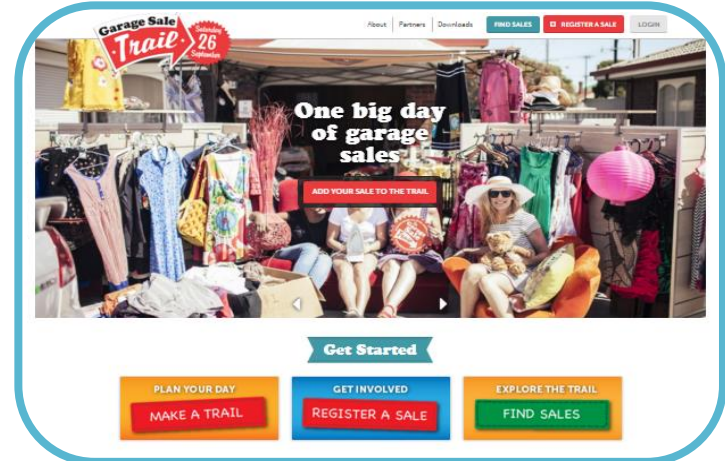 Garage Sale
Trail
Saturday
26
September
About
Partners
Downloads
FIND SALES
REGISTER A SALE
LOGIN
One big day
of garage
sales
ADD YOUR SALE TO THE TRAIL
Get Started
PLAN YOUR DAY
MAKE A TRAIL
GET INVOLVED
REGISTER A SALE
EXPLORE THE TRAIL
FIND SALES